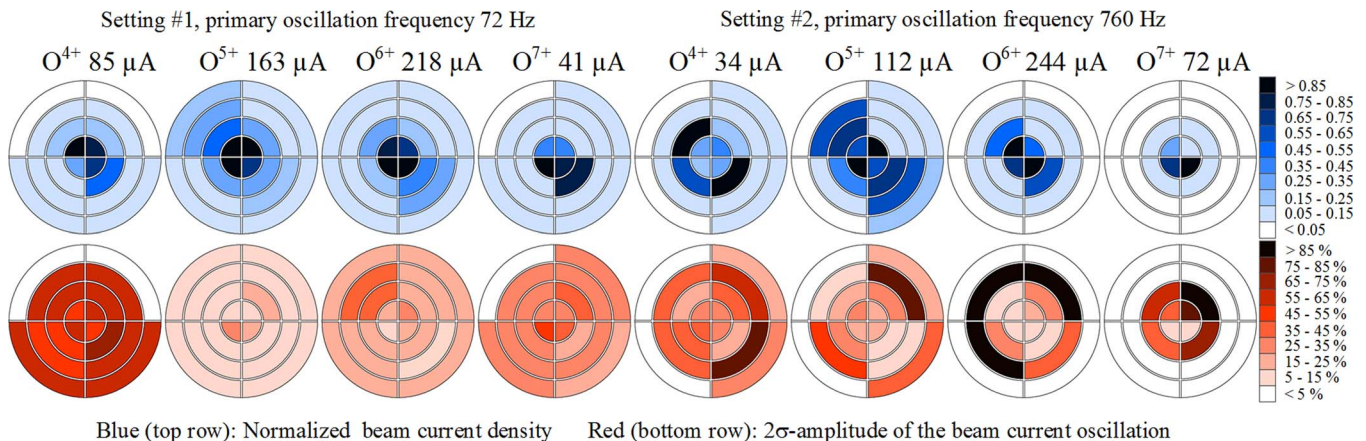 Setting #1, primary oscillation frequency 72 Hz
Setting #2, primary oscillation frequency 760 Hz
O⁴⁺ 85 µA O⁵⁺ 163 µA O⁶⁺ 218 µA O⁷⁺ 41 µA O⁴⁺ 34 µA O⁵⁺ 112 µA O⁶⁺ 244 µA O⁷⁺ 72 µA
> 0.85
0.75 - 0.85
0.65 - 0.75
0.55 - 0.65
0.45 - 0.55
0.35 - 0.45
0.25 - 0.35
0.15 - 0.25
0.05 - 0.15
< 0.05
> 85 %
75 - 85%
65 - 75 %
55 - 65 %
45 - 55 %
35 - 45 %
25 - 35 %
15 - 25 %
5 - 15 %
< 5 %
Blue (top row): Normalized beam current density Red (bottom row): 2σ-amplitude of the beam current oscillation